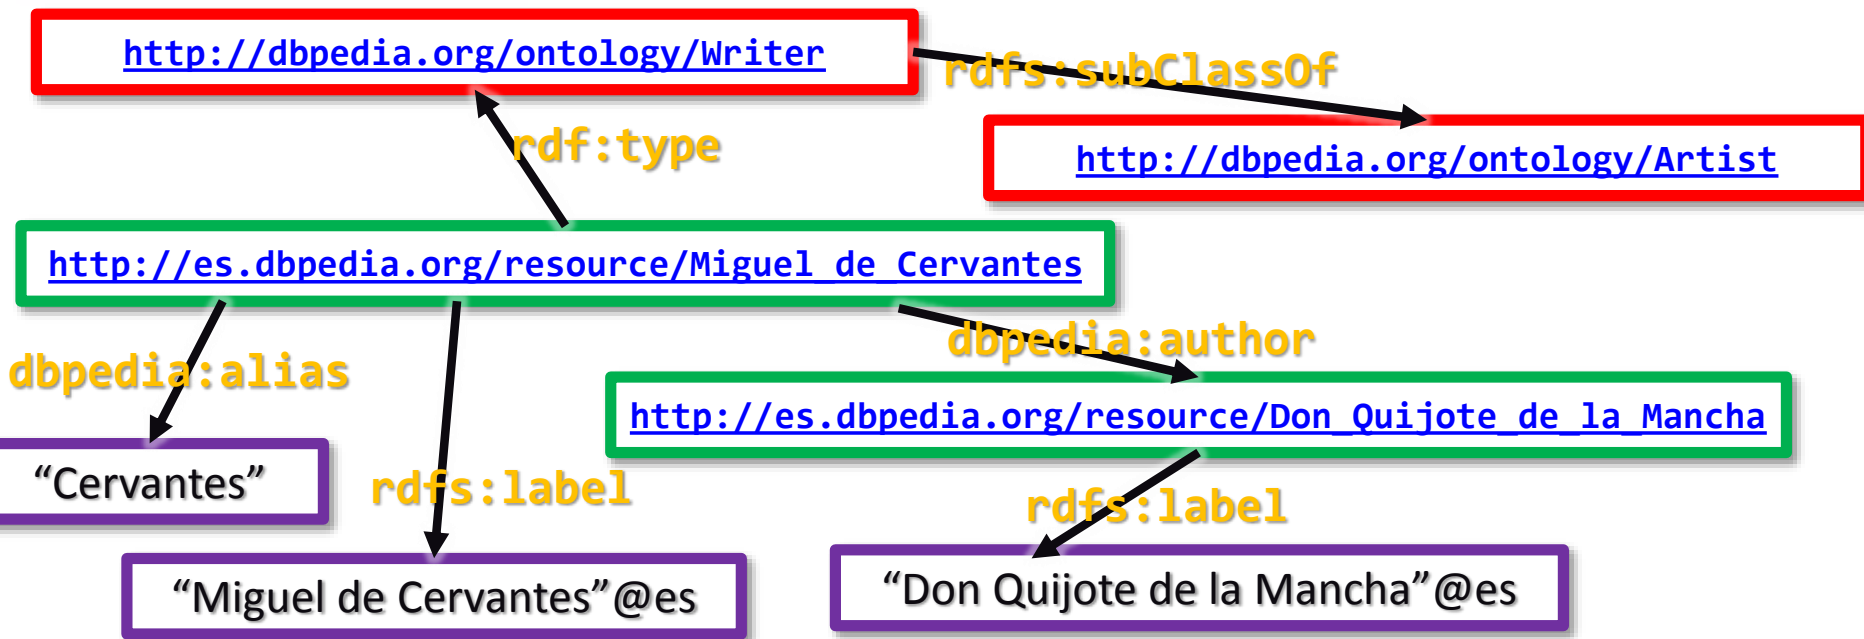 http://dbpedia.org/ontology/Writer
rdfs:subClassOf
rdf:type
http://dbpedia.org/ontology/Artist
http://es.dbpedia.org/resource/Miguel_de_Cervantes
dbpedia:author
dbpedia:alias
http://es.dbpedia.org/resource/Don_Quijote_de_la_Mancha
“Cervantes”
rdfs:label
rdfs:label
“Miguel de Cervantes”@es
“Don Quijote de la Mancha”@es